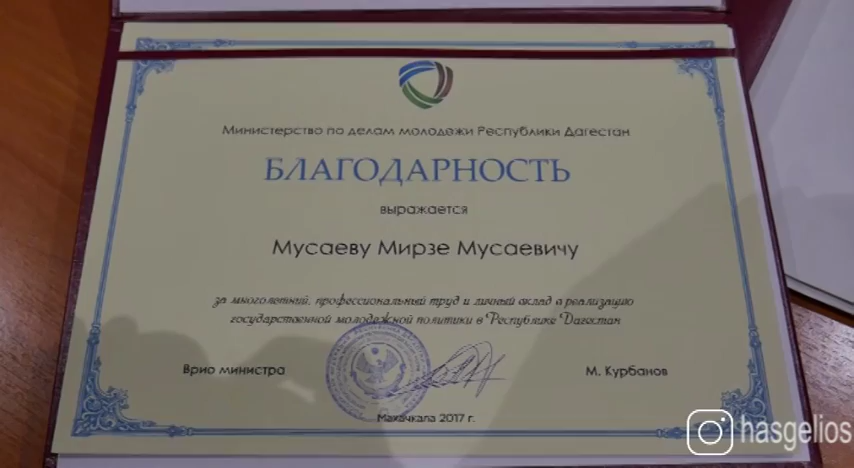 Министерство по делам молодежи Республики Дагестан
БЛАГОДАРНОСТЬ
выражается
Мусаеву Мирзе Мусаевичу
за многолетний, профессиональный труд и личный вклад в реализацию
государственной молодежной политики в Республике Дагестан
Врио министра
М. Курбанов
Махачкала 2017 г.
hasgelios